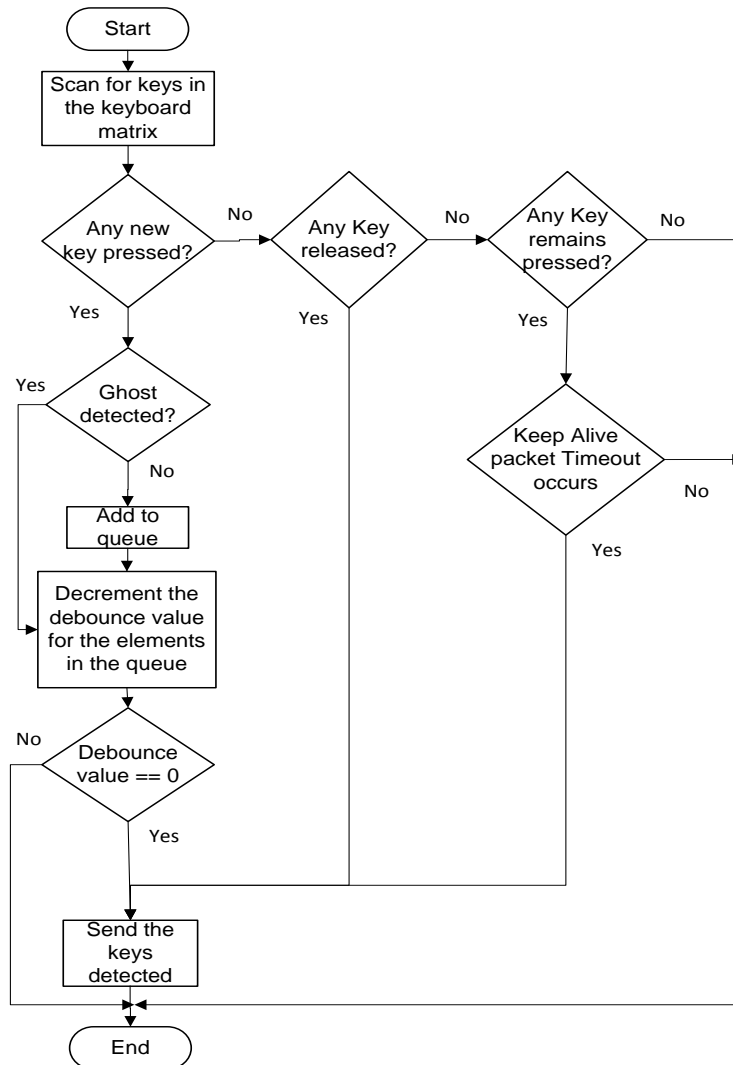 Start
Scan for keys in
the keyboard
matrix
Any new
key pressed?
No
Any Key
released?
No
Any Key
remains
pressed?
No
Yes
Yes
Yes
Yes
Ghost
detected?
No
Keep Alive
packet Timeout
occurs
No
Yes
Add to
queue
Decrement the
debounce value
for the elements
in the queue
No
Debounce
value == 0
Yes
Send the
keys
detected
End